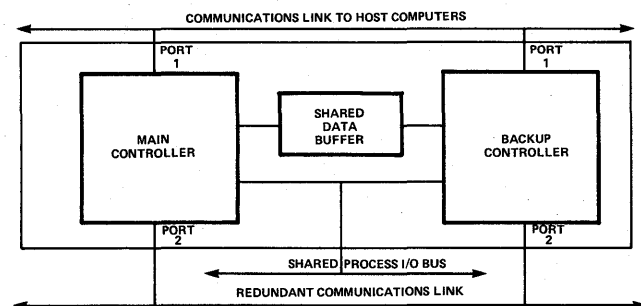 COMMUNICATIONS LINK TO HOST COMPUTERS
PORT
1
PORT
1
MAIN
CONTROLLER
SHARED
DATA
BUFFER
BACKUP
CONTROLLER
PORT
2
PORT
2
SHARED PROCESS I/O BUS
REDUNDANT COMMUNICATIONS LINK